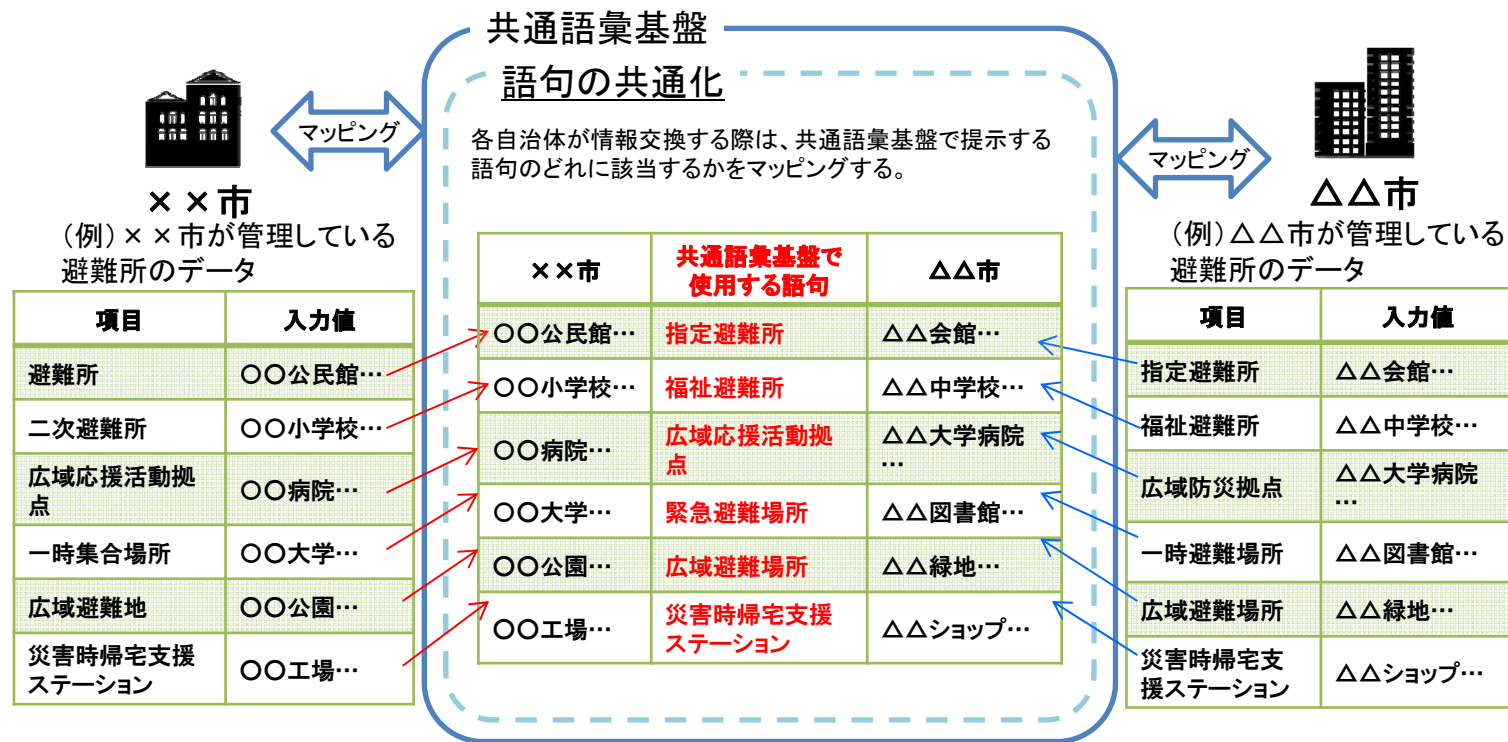 共通語彙基盤
語句の共通化
各自治体が情報交換する際は、共通語彙基盤で提示する
語句のどれに該当するかをマッピングする。
マッピング
マッピング
××市
(例)××市が管理している
避難所のデータ
項目 入力値
避難所 〇〇公民館…
二次避難所 〇〇小学校…
広域応援活動拠
点
〇〇病院…
一時集合場所 〇〇大学…
広域避難地 〇〇公園…
災害時帰宅支援
ステーション
〇〇工場…
××市
共通語彙基盤で
使用する語句
△△市
〇〇公民館… 指定避難所 △△会館…
〇〇小学校… 福祉避難所 △△中学校…
〇〇病院…
広域応援活動拠
点
△△大学病院
…
〇〇大学… 緊急避難場所 △△図書館…
〇〇公園… 広域避難場所 △△緑地…
〇〇工場…
災害時帰宅支援
ステーション
△△ショップ…
△△市
(例)△△市が管理している
避難所のデータ
項目 入力値
指定避難所 △△会館…
福祉避難所 △△中学校…
広域防災拠点
△△大学病院
…
一時避難場所 △△図書館…
広域避難場所 △△緑地…
災害時帰宅支
援ステーション
△△ショップ…